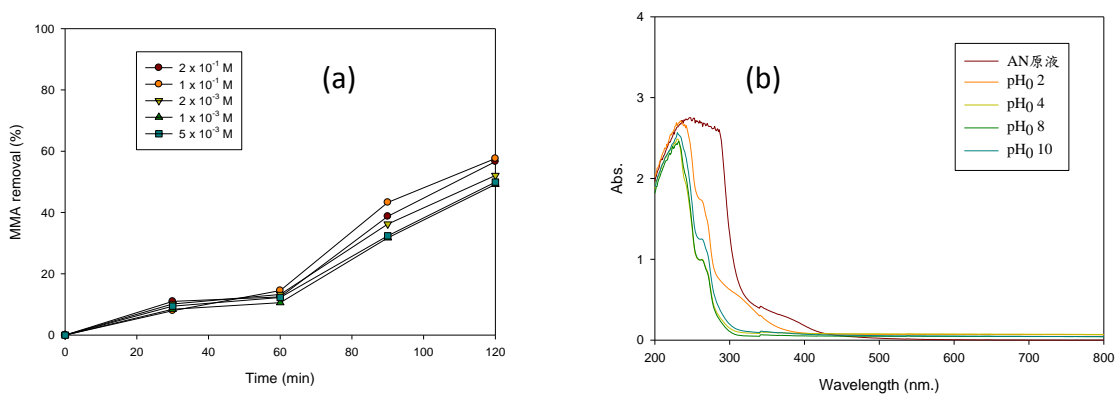 (a)
MMA removal (%)
100
80
60
40
20
0
2 x 10⁻¹ M
1 x 10⁻¹ M
2 x 10⁻³ M
1 x 10⁻³ M
5 x 10⁻³ M
0 20 40 60 80 100 120
Time (min)
(b)
Abs.
4
3
2
1
0
AN原液
pH₀ 2
pH₀ 4
pH₀ 8
pH₀ 10
200 300 400 500 600 700 800
Wavelength (nm.)